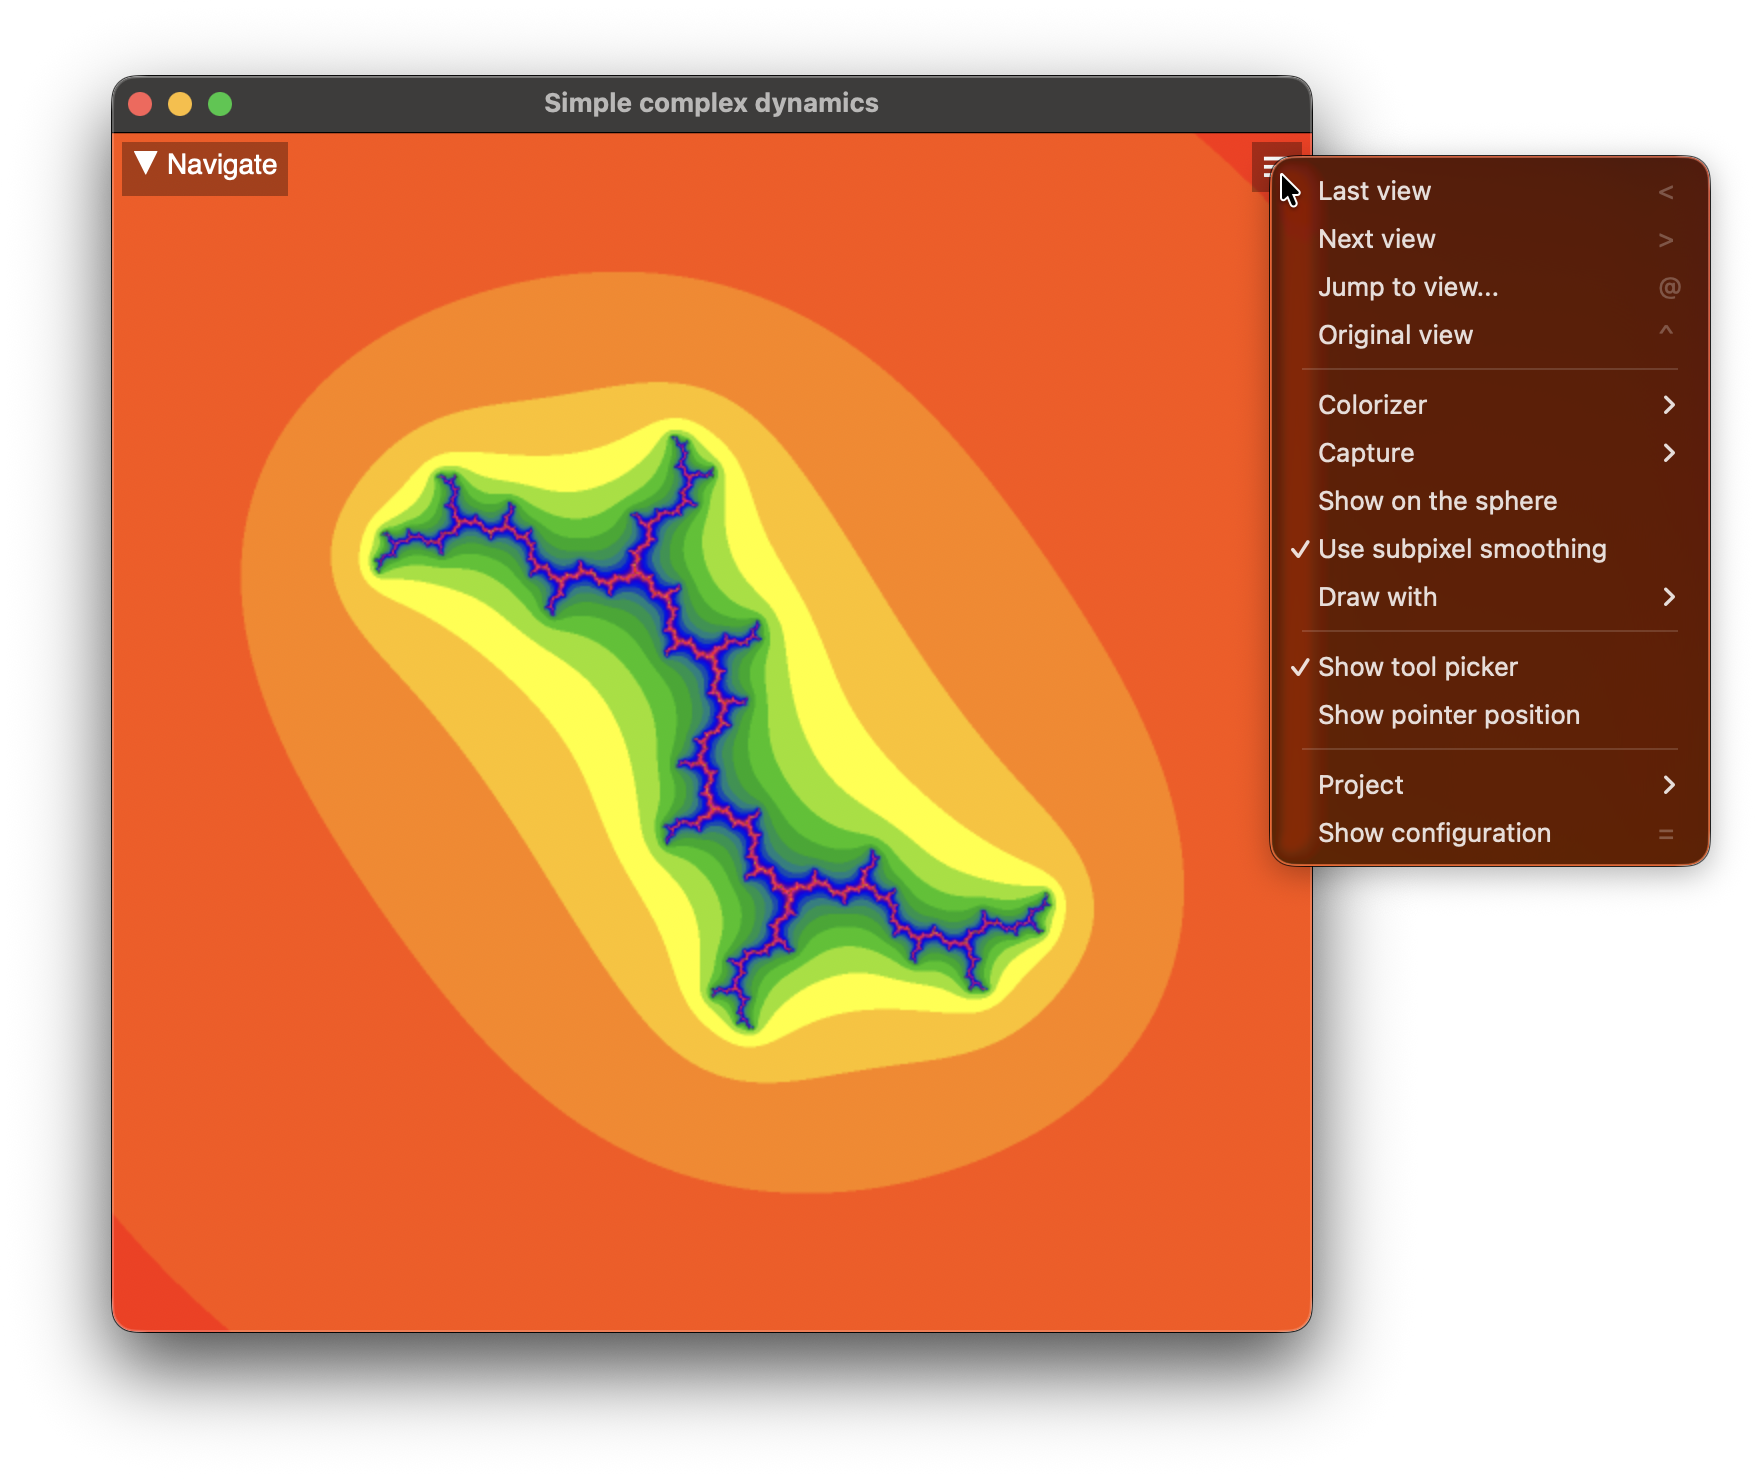 Simple complex dynamics
▼ Navigate
Last view <
Next view >
Jump to view... @
Original view ^
Colorizer
Capture
Show on the sphere
✓ Use subpixel smoothing
Draw with
✓ Show tool picker
Show pointer position
Project
Show configuration =